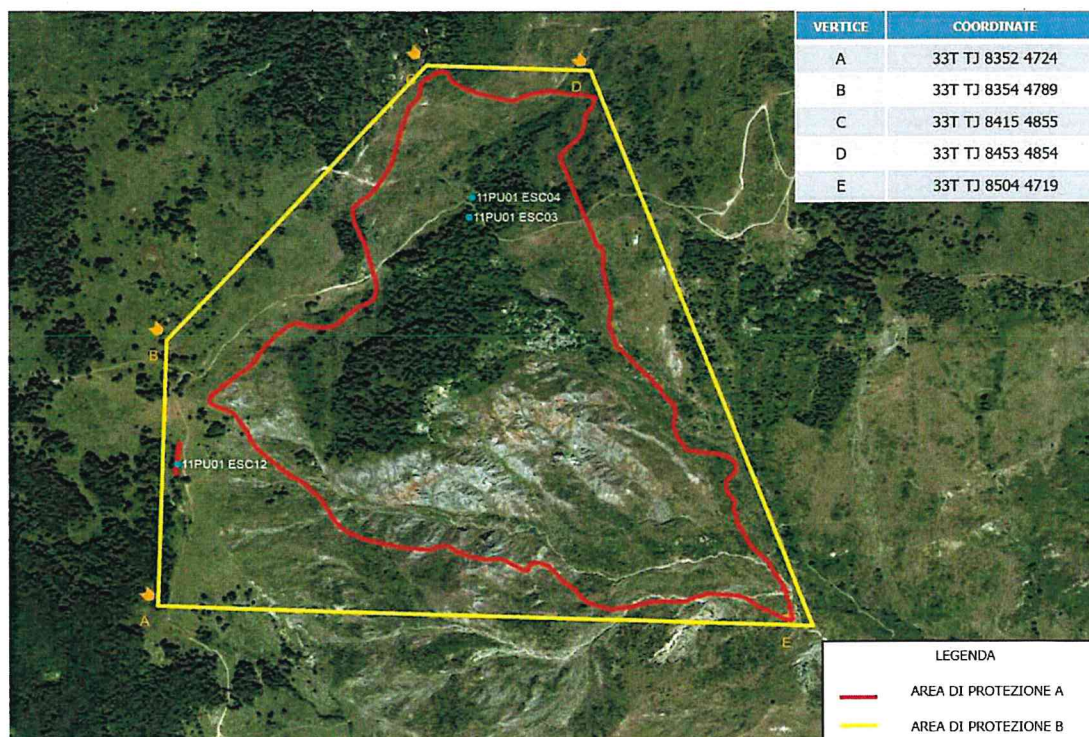 VERTICE COORDINATE
A 33T TJ 8352 4724
B 33T TJ 8354 4789
C 33T TJ 8415 4855
D 33T TJ 8453 4854
E 33T TJ 8504 4719
D
11PU01 ESC04
11PU01 ESC03
B
11PU01 ESC12
A
E
LEGENDA
AREA DI PROTEZIONE A
AREA DI PROTEZIONE B